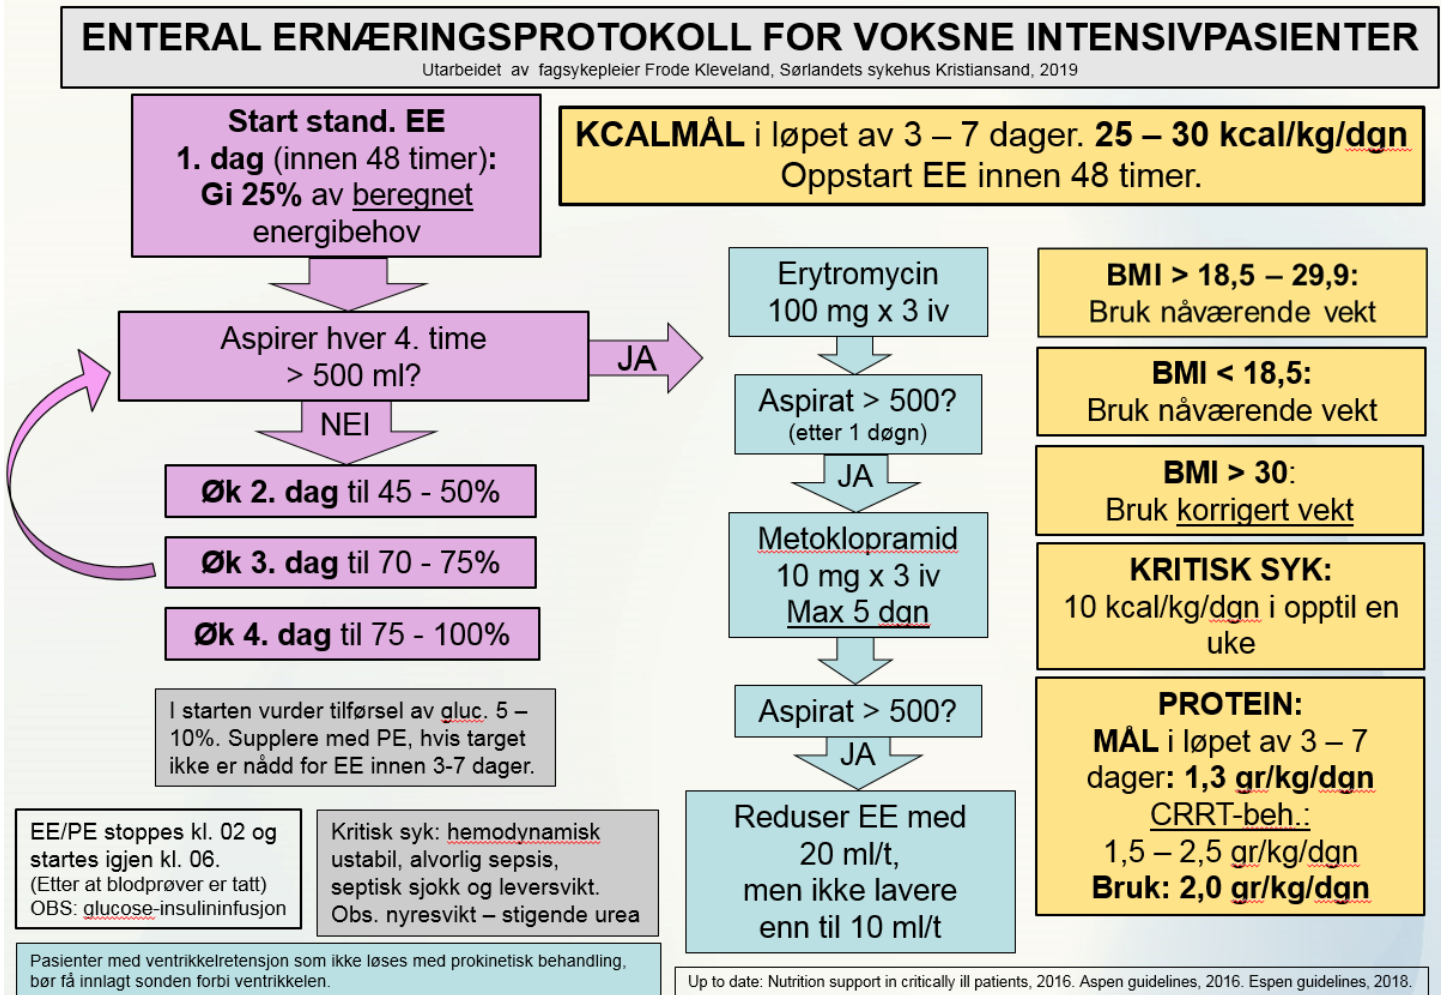 ENTERAL ERNÆRINGSPROTOKOLL FOR VOKSNE INTENSIVPASIENTER
Utarbeidet av fagsykepleier Frode Kleveland, Sørlandets sykehus Kristiansand, 2019
Start stand. EE
1. dag (innen 48 timer):
Gi 25% av beregnet
energibehov
KCALMÅL i løpet av 3 – 7 dager. 25 – 30 kcal/kg/dgn
Oppstart EE innen 48 timer.
Aspirer hver 4. time
> 500 ml?
JA
NEI
Øk 2. dag til 45 - 50%
Øk 3. dag til 70 - 75%
Øk 4. dag til 75 - 100%
I starten vurder tilførsel av gluc. 5 –
10%. Supplere med PE, hvis target
ikke er nådd for EE innen 3-7 dager.
EE/PE stoppes kl. 02 og
startes igjen kl. 06.
(Etter at blodprøver er tatt)
OBS: glucose-insulininfusjon
Kritisk syk: hemodynamisk
ustabil, alvorlig sepsis,
septisk sjokk og leversvikt.
Obs. nyresvikt – stigende urea
Pasienter med ventrikkelretensjon som ikke løses med prokinetisk behandling,
bør få innlagt sonden forbi ventrikkelen.
Erytromycin
100 mg x 3 iv
Aspirat > 500?
(etter 1 døgn)
JA
Metoklopramid
10 mg x 3 iv
Max 5 dgn
Aspirat > 500?
JA
Reduser EE med
20 ml/t,
men ikke lavere
enn til 10 ml/t
BMI > 18,5 – 29,9:
Bruk nåværende vekt
BMI < 18,5:
Bruk nåværende vekt
BMI > 30:
Bruk korrigert vekt
KRITISK SYK:
10 kcal/kg/dgn i opptil en
uke
PROTEIN:
MÅL i løpet av 3 – 7
dager: 1,3 gr/kg/dgn
CRRT-beh.:
1,5 – 2,5 gr/kg/dgn
Bruk: 2,0 gr/kg/dgn
Up to date: Nutrition support in critically ill patients, 2016. Aspen guidelines, 2016. Espen guidelines, 2018.